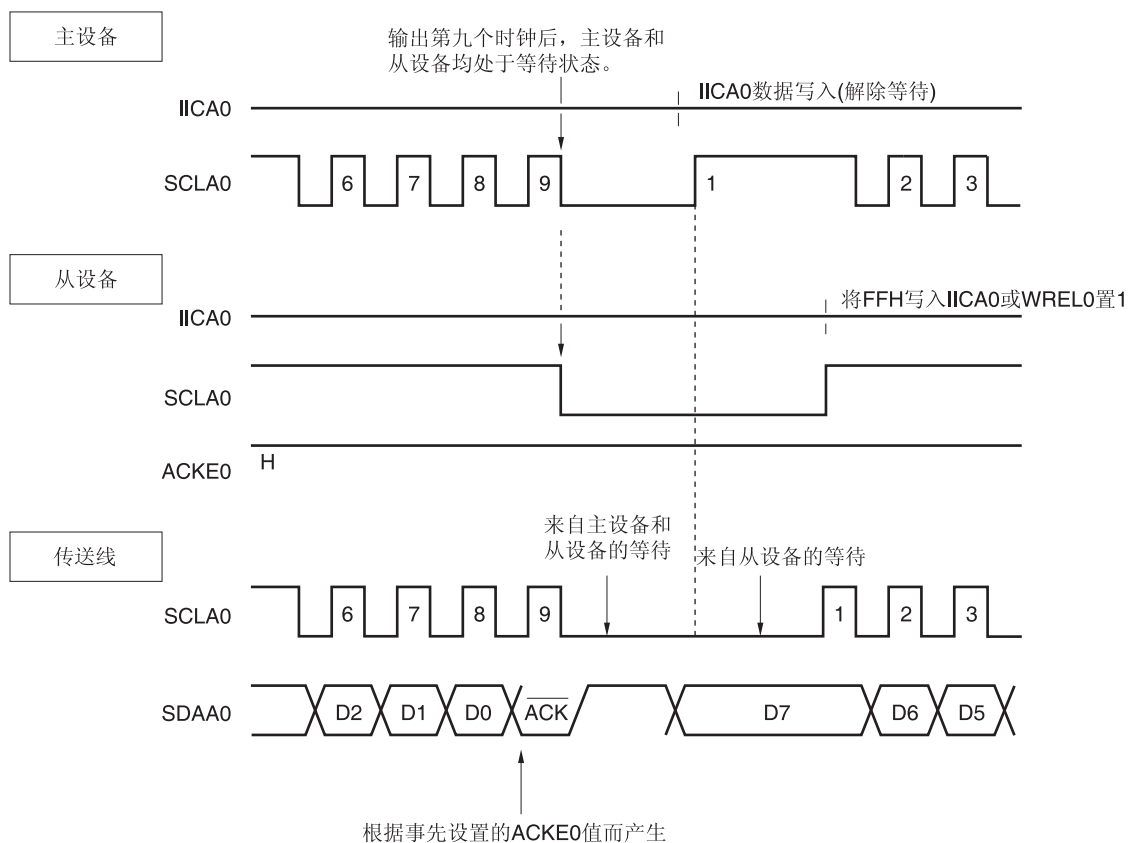 主设备
输出第九个时钟后，主设备和
从设备均处于等待状态。
IICA0
IICA0数据写入(解除等待)
SCLA0
6 7 8 9 1 2 3
从设备
IICA0
将FFH写入IICA0或WREL0置1
SCLA0
ACKE0
H
传送线
来自主设备和
从设备的等待
来自从设备的等待
SCLA0
6 7 8 9 1 2 3
SDAA0
D2 D1 D0 ACK D7 D6 D5
根据事先设置的ACKE0值而产生